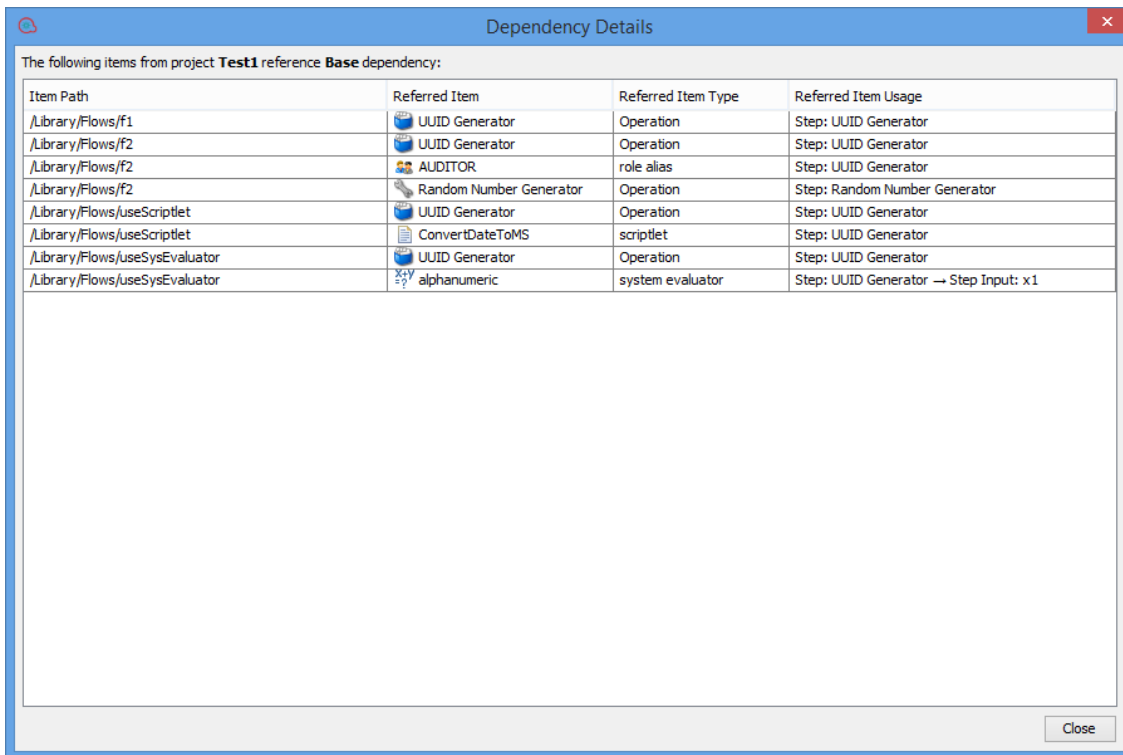 Dependency Details
The following items from project Test1 reference Base dependency:
Item Path Referred Item Referred Item Type Referred Item Usage
/Library/Flows/f1 UUID Generator Operation Step: UUID Generator
/Library/Flows/f2 UUID Generator Operation Step: UUID Generator
/Library/Flows/f2 AUDITOR role alias Step: UUID Generator
/Library/Flows/f2 Random Number Generator Operation Step: Random Number Generator
/Library/Flows/useScriptlet UUID Generator Operation Step: UUID Generator
/Library/Flows/useScriptlet ConvertDateToMS scriptlet Step: UUID Generator
/Library/Flows/useSysEvaluator UUID Generator Operation Step: UUID Generator
/Library/Flows/useSysEvaluator X+Y =? alphanumeric system evaluator Step: UUID Generator → Step Input: x1
Close